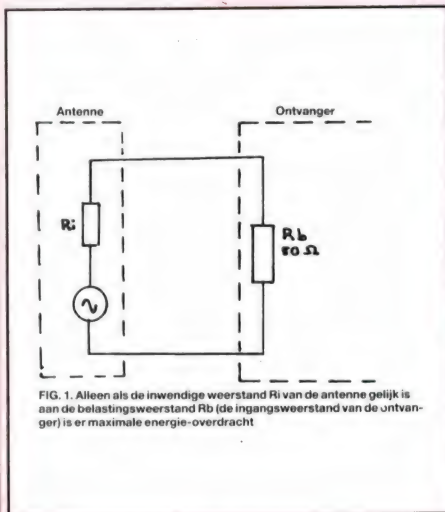 Antenne
Ontvanger
Ri
Rb
50 Ω
FIG. 1. Alleen als de inwendige weerstand Ri van de antenne gelijk is
aan de belastingsweerstand Rb (de ingangsweerstand van de ontvan-
ger) is er maximale energie-overdracht